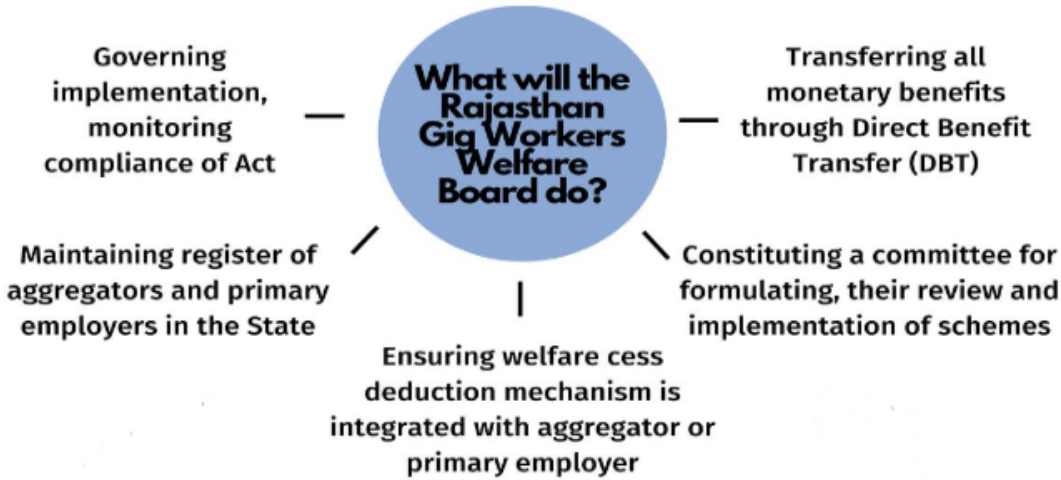 What will the
Rajasthan
Gig Workers
Welfare
Board do?
Governing
implementation,
monitoring
compliance of Act
Transferring all
monetary benefits
through Direct Benefit
Transfer (DBT)
Maintaining register of
aggregators and primary
employers in the State
Constituting a committee for
formulating, their review and
implementation of schemes
Ensuring welfare cess
deduction mechanism is
integrated with aggregator or
primary employer